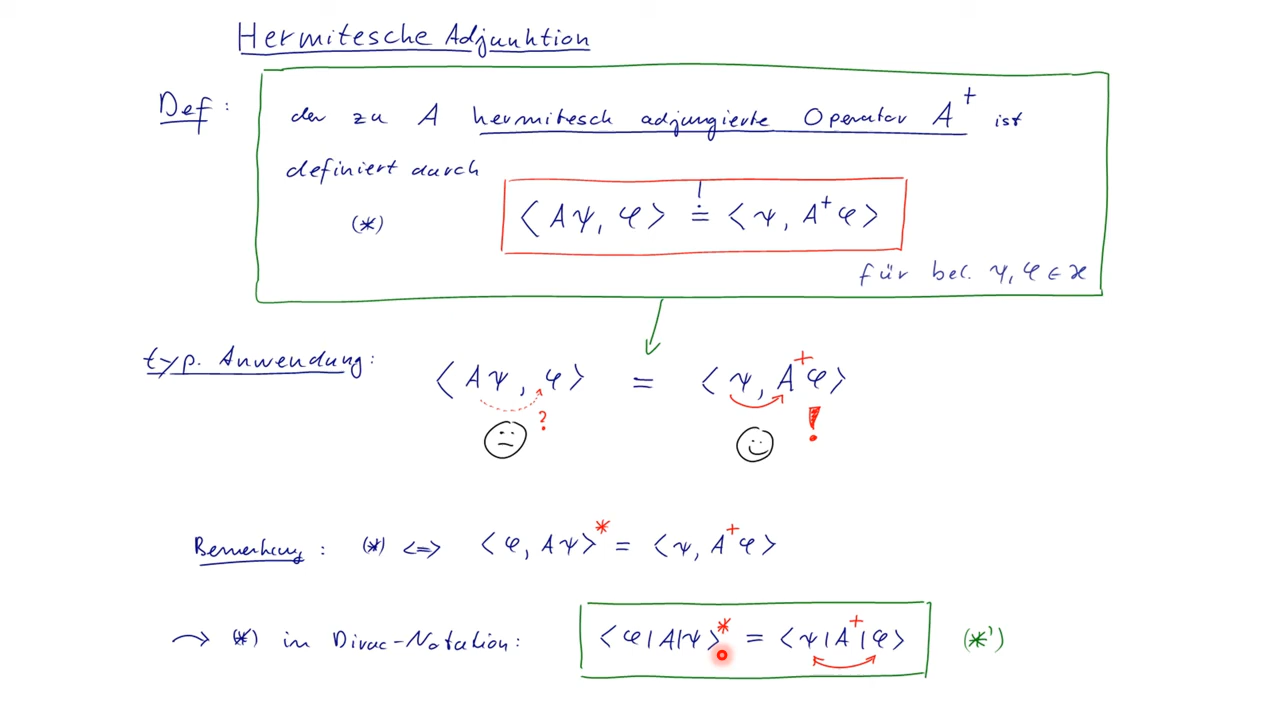 Hermitesche Adjunktion
Def: der zu A hermitesch adjungierte Operator A⁺ ist
definiert durch
(*) ⟨Aψ, φ⟩ ≐! ⟨ψ, A⁺φ⟩
für bel. ψ, φ ∈ ℋ
typ. Anwendung: ⟨Aψ, φ⟩ = ⟨ψ, A⁺φ⟩
? !
Bemerkung: (*) <=> ⟨φ, Aψ⟩* = ⟨ψ, A⁺φ⟩
→ (*) in Dirac-Notation: ⟨φ|A|ψ⟩* = ⟨ψ|A⁺|φ⟩ (*')